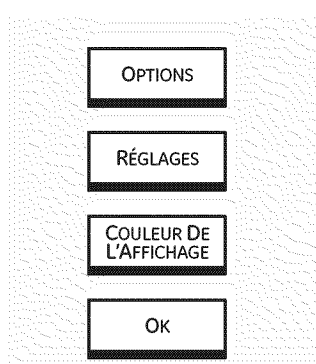 OPTIONS
RÉGLAGES
COULEUR DE
L'AFFICHAGE
OK